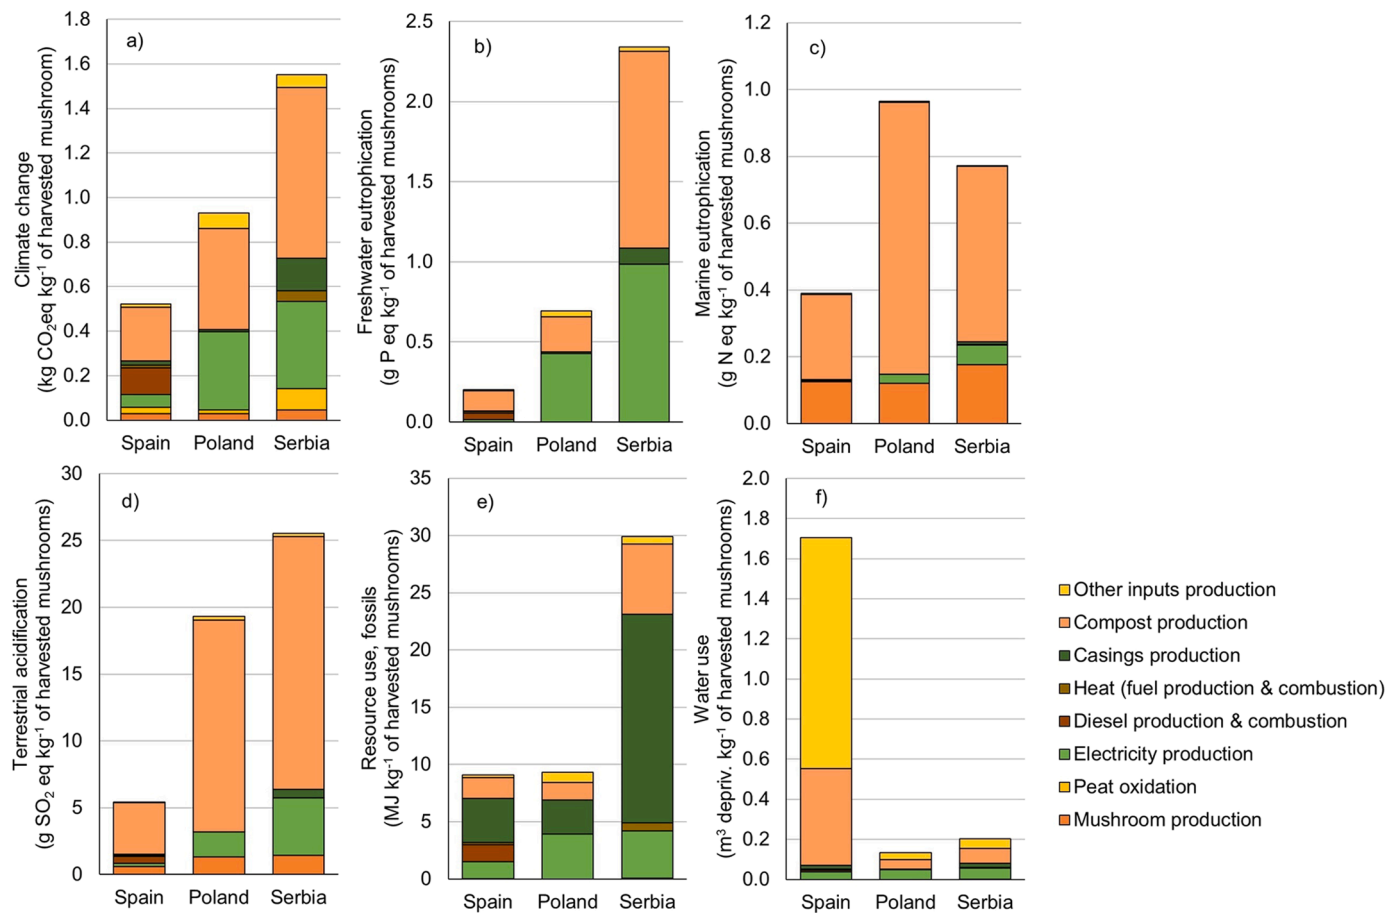 a)
Climate change
(kg CO₂eq kg⁻¹ of harvested mushroom)
1.8
1.6
1.4
1.2
1.0
0.8
0.6
0.4
0.2
0.0
Spain Poland Serbia
b)
Freshwater eutrophication
(g P eq kg⁻¹ of harvested mushrooms)
2.5
2.0
1.5
1.0
0.5
0.0
Spain Poland Serbia
c)
Marine eutrophication
(g N eq kg⁻¹ of harvested mushrooms)
1.2
1.0
0.8
0.6
0.4
0.2
0.0
Spain Poland Serbia
d)
Terrestrial acidification
(g SO₂ eq kg⁻¹ of harvested mushrooms)
30
25
20
15
10
5
0
Spain Poland Serbia
e)
Resource use, fossils
(MJ kg⁻¹ of harvested mushrooms)
35
30
25
20
15
10
5
0
Spain Poland Serbia
f)
Water use
(m³ depriv. kg⁻¹ of harvested mushrooms)
2.0
1.8
1.6
1.4
1.2
1.0
0.8
0.6
0.4
0.2
0.0
Spain Poland Serbia
Other inputs production
Compost production
Casings production
Heat (fuel production & combustion)
Diesel production & combustion
Electricity production
Peat oxidation
Mushroom production